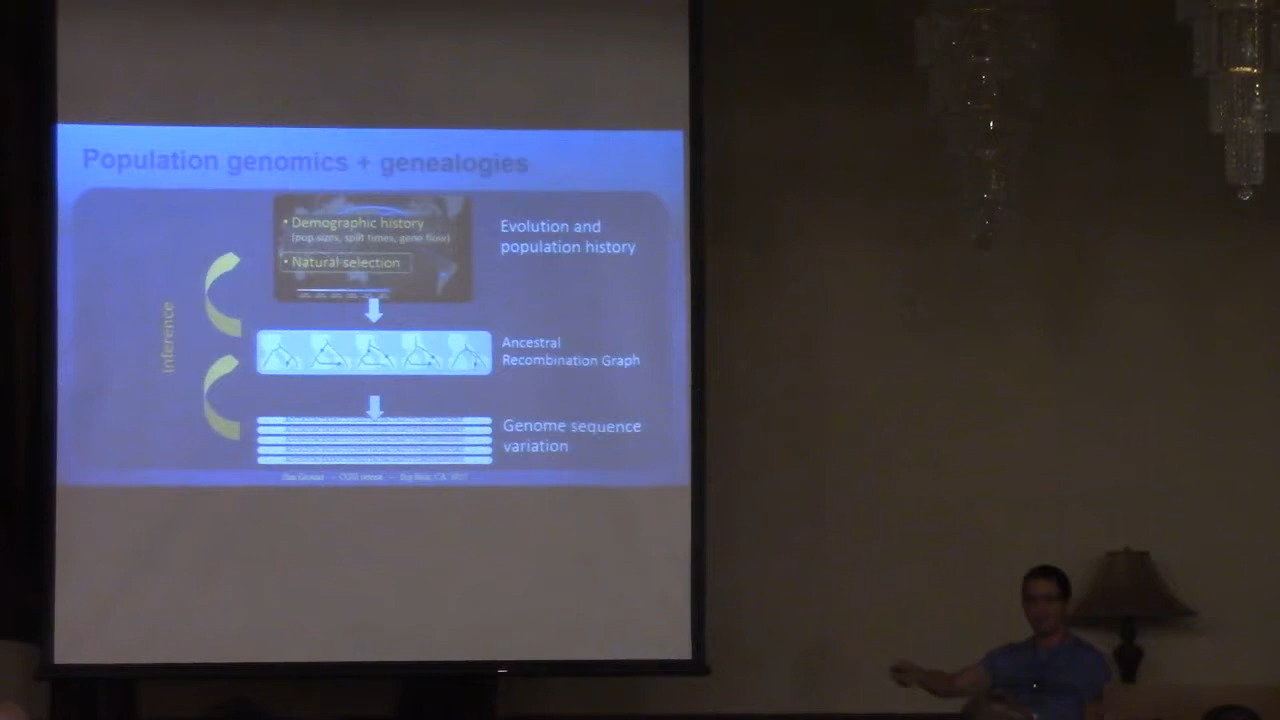 Population genomics + genealogies
• Demographic history
(pop sizes, split times, gene flow)
• Natural selection
Evolution and
population history
Inference
Ancestral
Recombination Graph
Genome sequence
variation